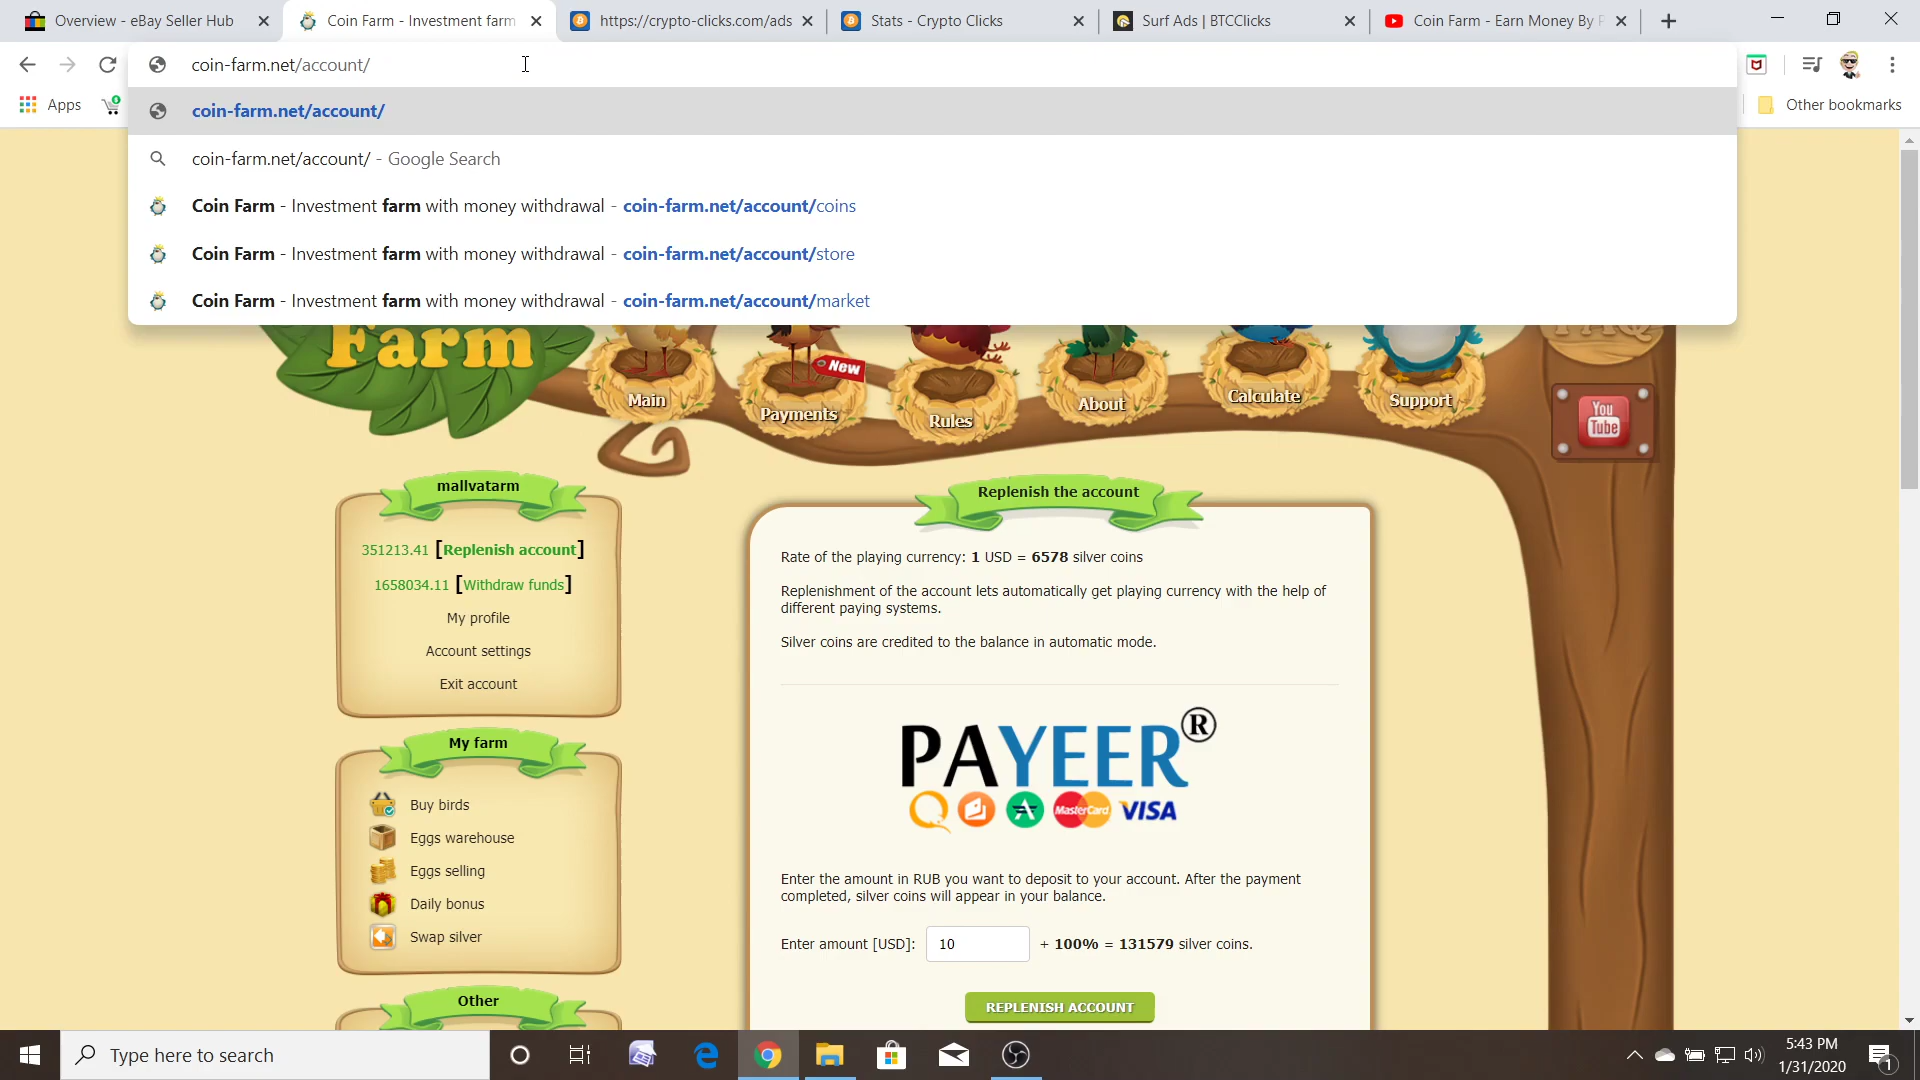 Overview - eBay Seller Hub
Coin Farm - Investment farm
https://crypto-clicks.com/ads
Stats - Crypto Clicks
Surf Ads | BTCClicks
Coin Farm - Earn Money By
coin-farm.net/account/
Apps
Other bookmarks
coin-farm.net/account/
coin-farm.net/account/ - Google Search
Coin Farm - Investment farm with money withdrawal - coin-farm.net/account/coins
Coin Farm - Investment farm with money withdrawal - coin-farm.net/account/store
Coin Farm - Investment farm with money withdrawal - coin-farm.net/account/market
Farm
Main
New
Payments
Rules
About
Calculate
Support
You
Tube
mallvatarm
351213.41 [Replenish account]
1658034.11 [Withdraw funds]
My profile
Account settings
Exit account
My farm
Buy birds
Eggs warehouse
Eggs selling
Daily bonus
Swap silver
Other
Replenish the account
Rate of the playing currency: 1 USD = 6578 silver coins
Replenishment of the account lets automatically get playing currency with the help of
different paying systems.
Silver coins are credited to the balance in automatic mode.
PAYEER®
MasterCard VISA
Enter the amount in RUB you want to deposit to your account. After the payment
completed, silver coins will appear in your balance.
Enter amount [USD]: 10 + 100% = 131579 silver coins.
REPLENISH ACCOUNT
Type here to search
5:43 PM
1/31/2020
1